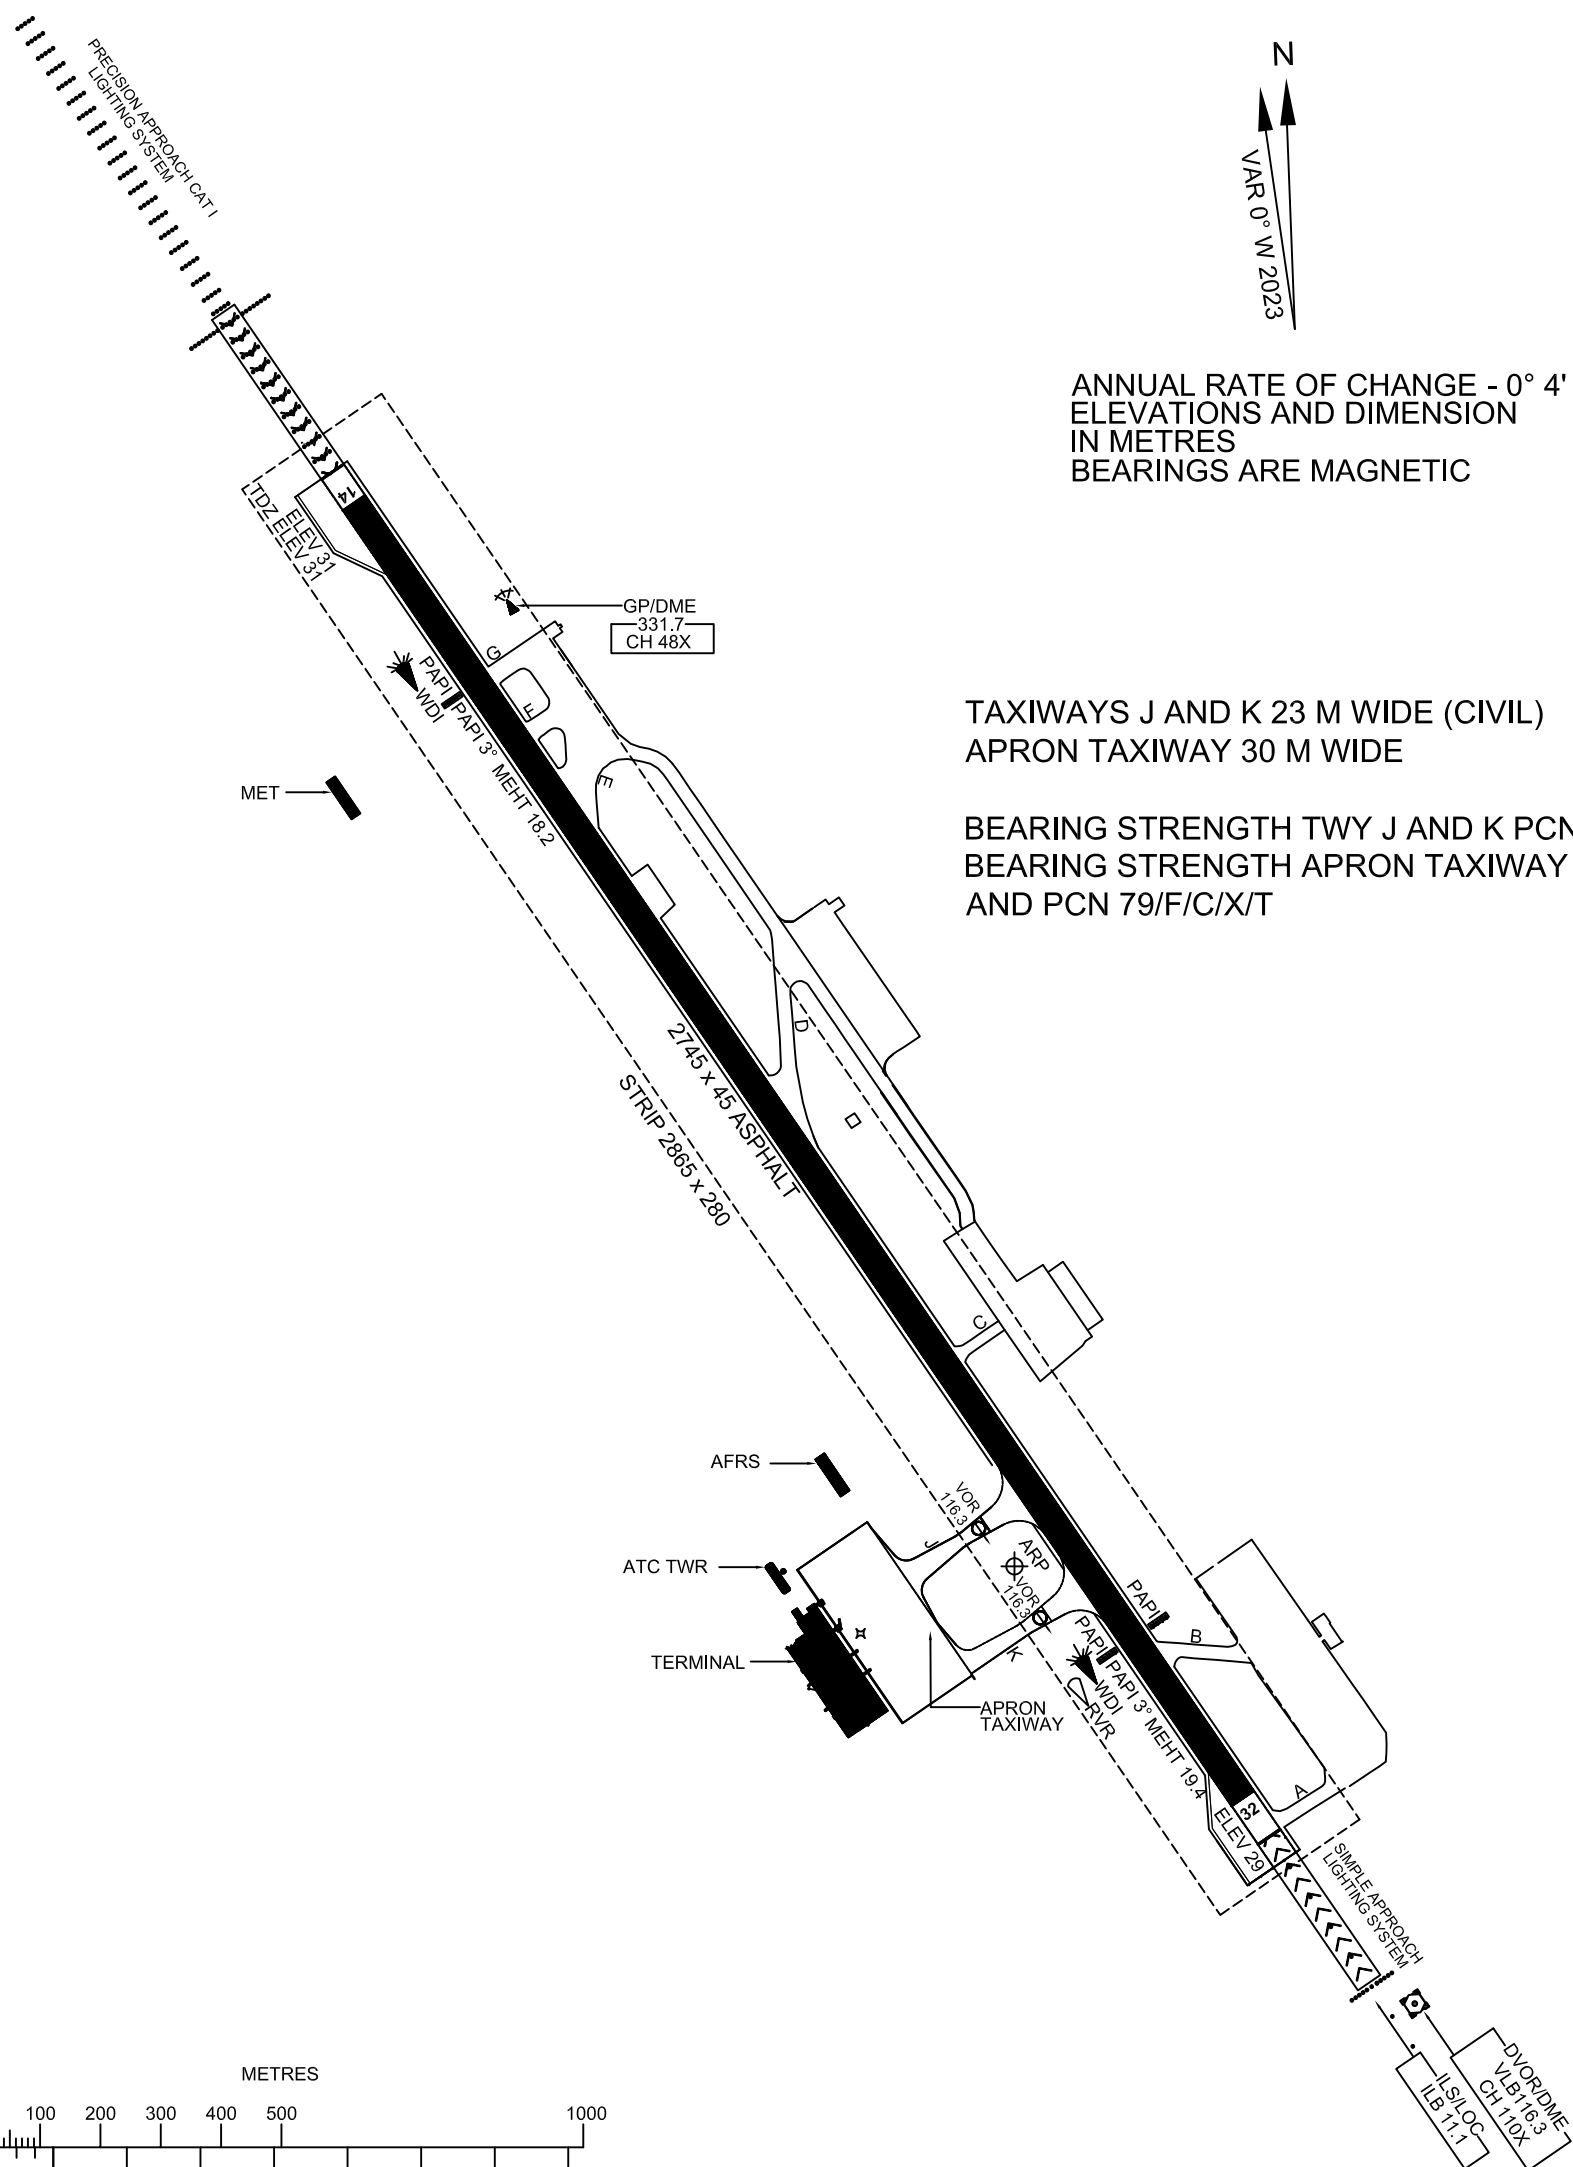 N
VAR 0° W 2023
PRECISION APPROACH CAT I
LIGHTING SYSTEM
ANNUAL RATE OF CHANGE - 0° 4'
ELEVATIONS AND DIMENSION
IN METRES
BEARINGS ARE MAGNETIC
14
ELEV 31
TDZ ELEV 31
GP/DME
331.7
CH 48X
G
F
E
PAPI
WDI
PAPI 3° MEHT 18.2
MET
TAXIWAYS J AND K 23 M WIDE (CIVIL)
APRON TAXIWAY 30 M WIDE
BEARING STRENGTH TWY J AND K PCN
BEARING STRENGTH APRON TAXIWAY
AND PCN 79/F/C/X/T
D
2745 x 45 ASPHALT
STRIP 2865 x 280
C
AFRS
VOR
116.3
J
ARP
ATC TWR
VOR
116.3
PAPI
B
TERMINAL
K
PAPI
WDI
PAPI 3° MEHT 19.4
RVR
APRON
TAXIWAY
A
32
ELEV 29
SIMPLE APPROACH
LIGHTING SYSTEM
DVOR/DME
VLB116.3
CH 110X
ILS/LOC
ILB 11.1
METRES
100 200 300 400 500 1000